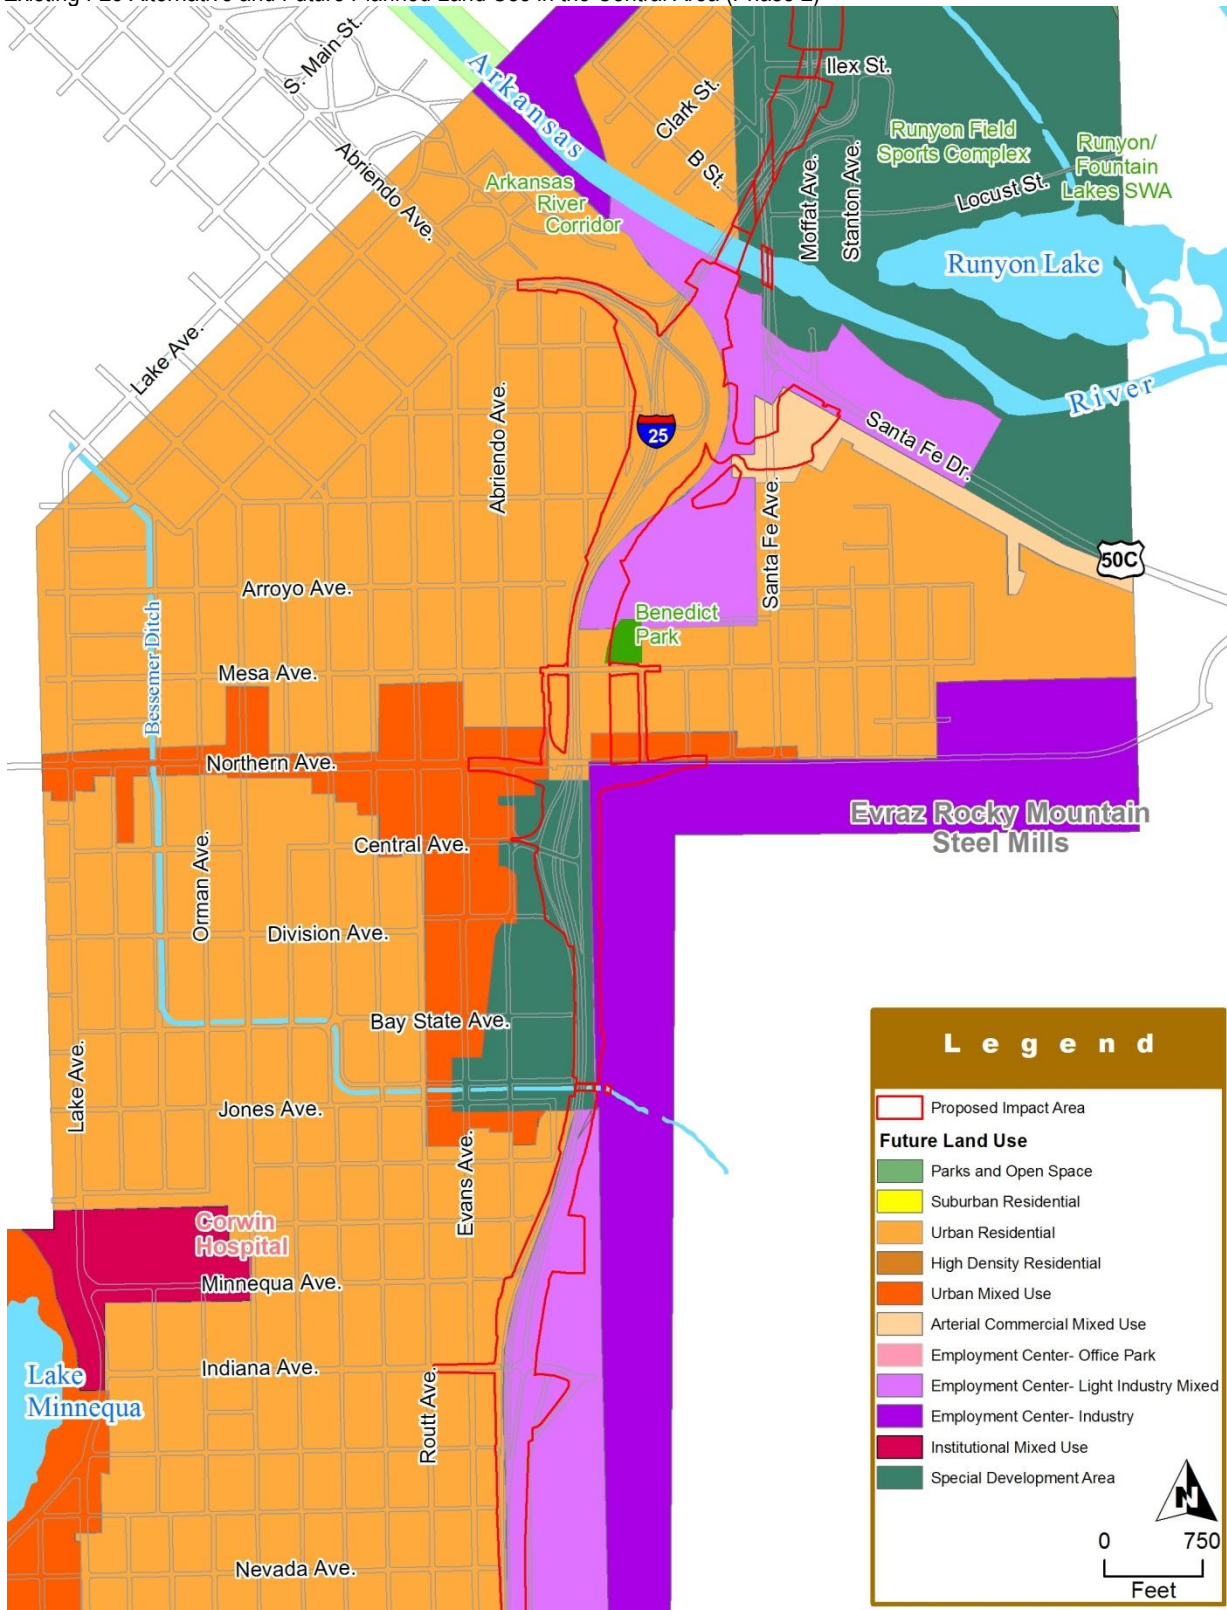 Existing I-25 Alternative and Future Planned Land Use in the Central Area (Phase 2)
S. Main St.
Arkansas
Ilex St.
Clark St.
B St.
Abriendo Ave.
Arkansas
River
Corridor
Moffat Ave.
Stanton Ave.
Runyon Field
Sports Complex
Runyon/
Fountain
Lakes SWA
Locust St.
Runyon Lake
River
Lake Ave.
Abriendo Ave.
25
Santa Fe Dr.
Santa Fe Ave.
50C
Arroyo Ave.
Bessemer Ditch
Benedict
Park
Mesa Ave.
Northern Ave.
Evraz Rocky Mountain
Steel Mills
Central Ave.
Orman Ave.
Division Ave.
Bay State Ave.
Lake Ave.
Jones Ave.
Evans Ave.
Corwin
Hospital
Minnequa Ave.
Lake
Minnequa
Indiana Ave.
Routt Ave.
Nevada Ave.
Legend
Proposed Impact Area
Future Land Use
Parks and Open Space
Suburban Residential
Urban Residential
High Density Residential
Urban Mixed Use
Arterial Commercial Mixed Use
Employment Center- Office Park
Employment Center- Light Industry Mixed
Employment Center- Industry
Institutional Mixed Use
Special Development Area
N
0 750
Feet